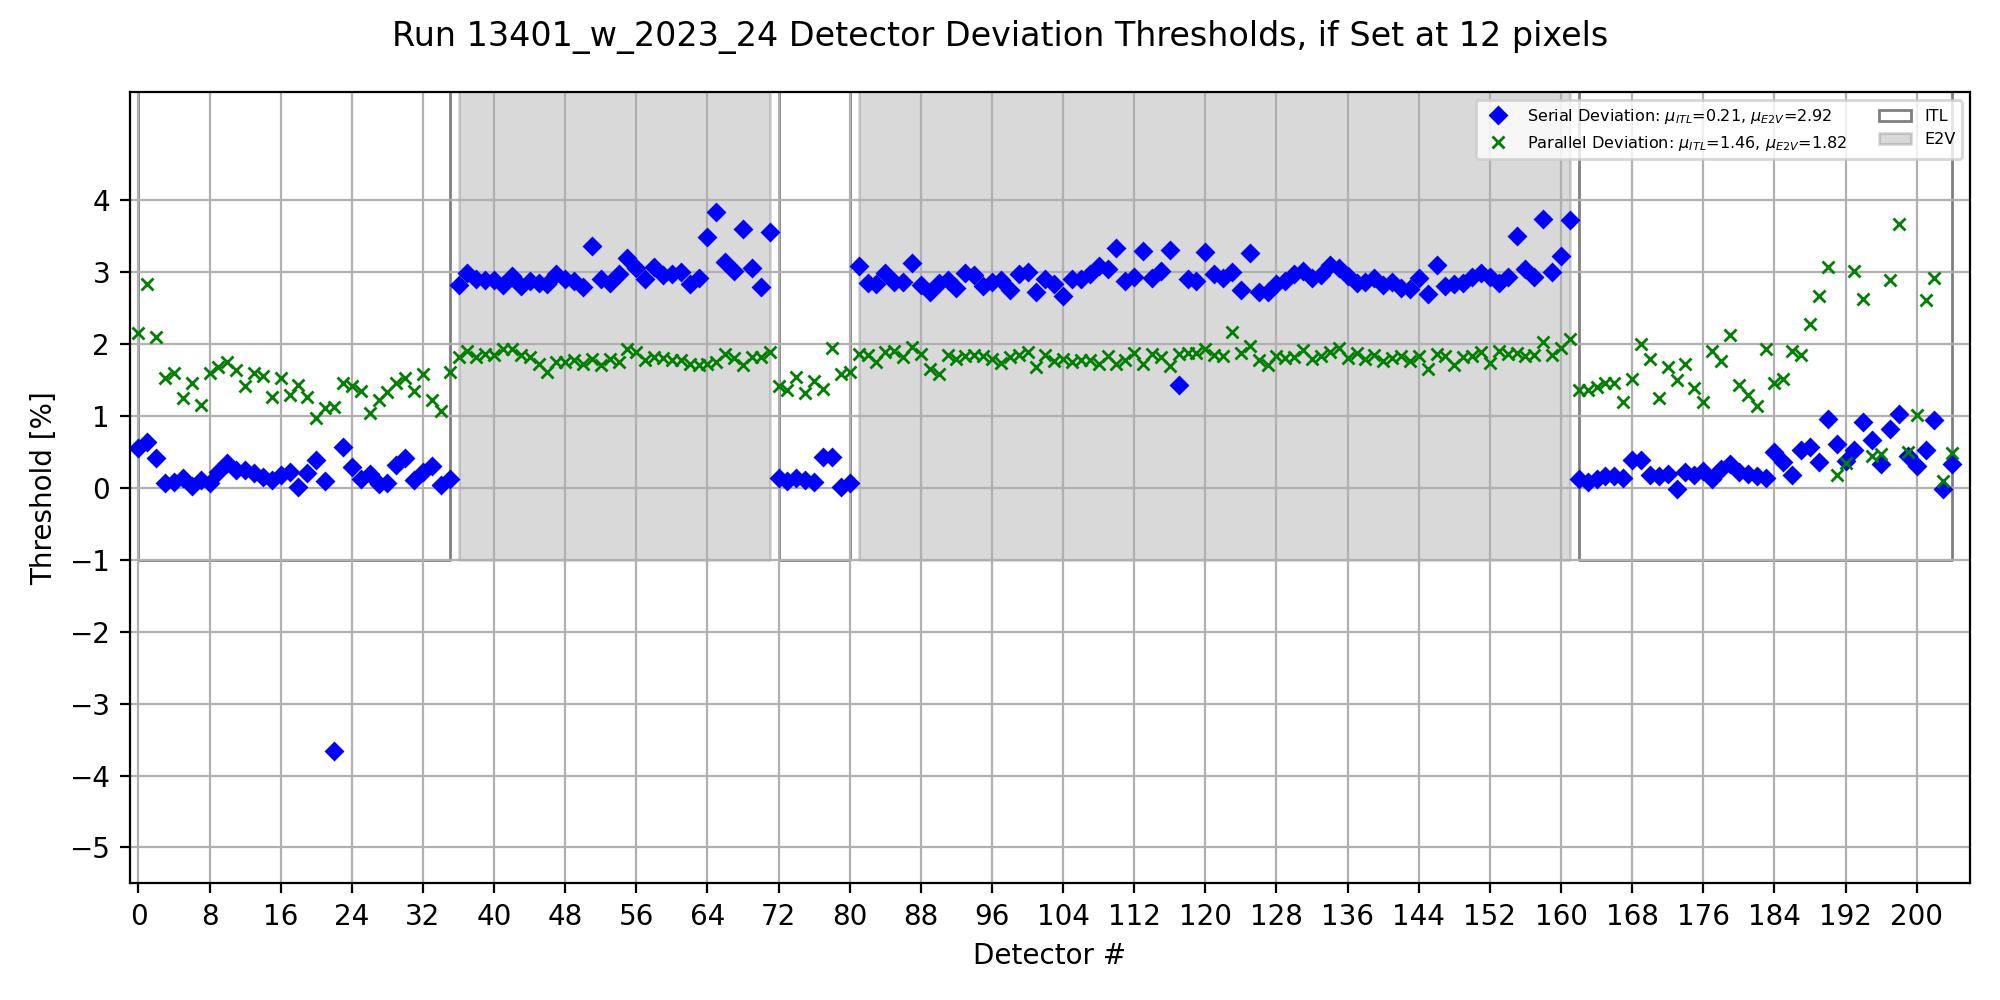 Run 13401_w_2023_24 Detector Deviation Thresholds, if Set at 12 pixels
Serial Deviation: μITL=0.21, μE2V=2.92
Parallel Deviation: μITL=1.46, μE2V=1.82
ITL
E2V
Threshold [%]
4
3
2
1
0
−1
−2
−3
−4
−5
0 8 16 24 32 40 48 56 64 72 80 88 96 104 112 120 128 136 144 152 160 168 176 184 192 200
Detector #